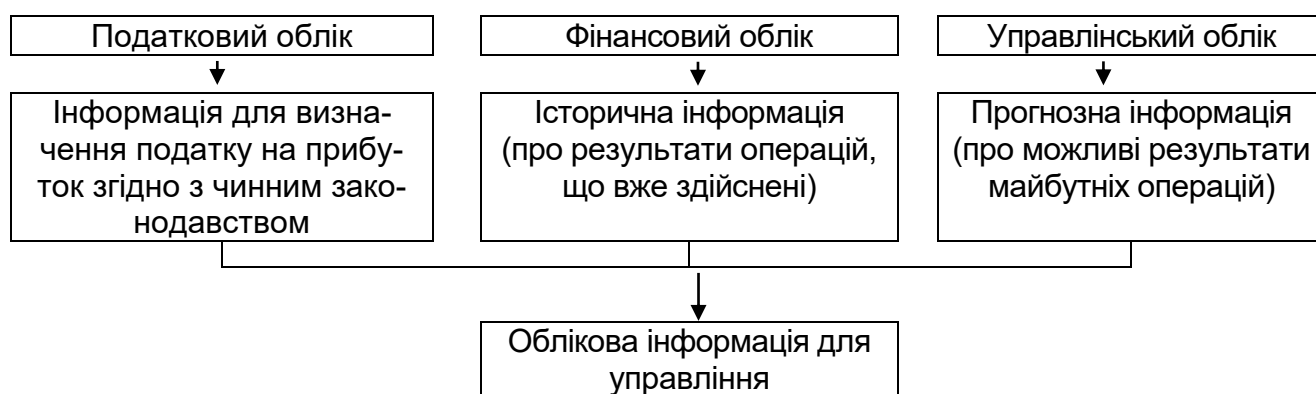 Податковий облік
Фінансовий облік
Управлінський облік
Інформація для визна-
чення податку на прибу-
ток згідно з чинним зако-
нодавством
Історична інформація
(про результати операцій,
що вже здійснені)
Прогнозна інформація
(про можливі результати
майбутніх операцій)
Облікова інформація для
управління